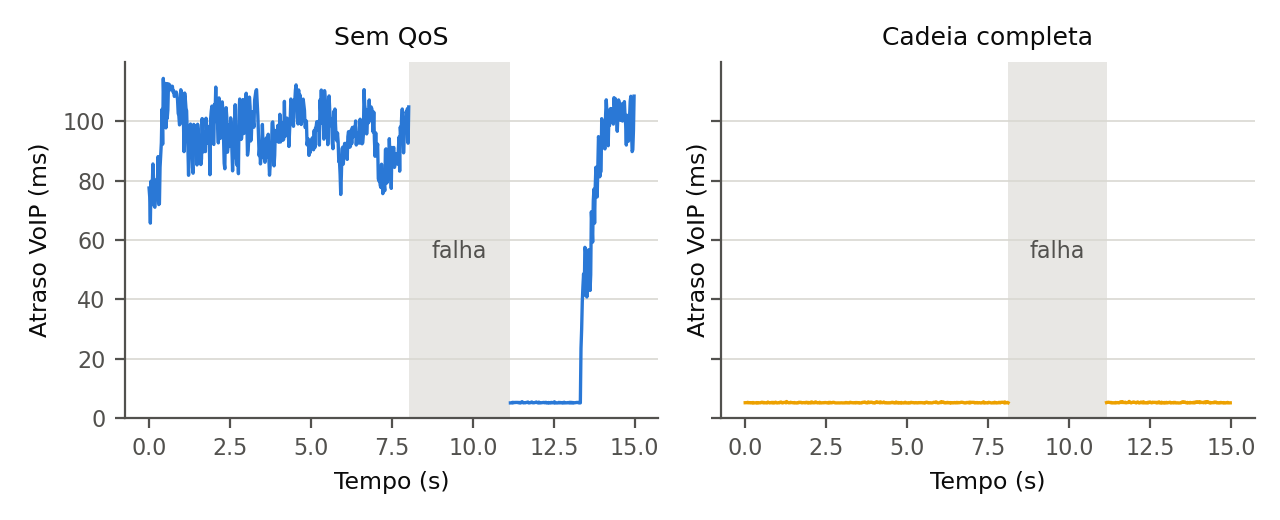 Sem QoS
Atraso VoIP (ms)
100
80
60
40
20
0
falha
0.0 2.5 5.0 7.5 10.0 12.5 15.0
Tempo (s)
Cadeia completa
Atraso VoIP (ms)
falha
0.0 2.5 5.0 7.5 10.0 12.5 15.0
Tempo (s)